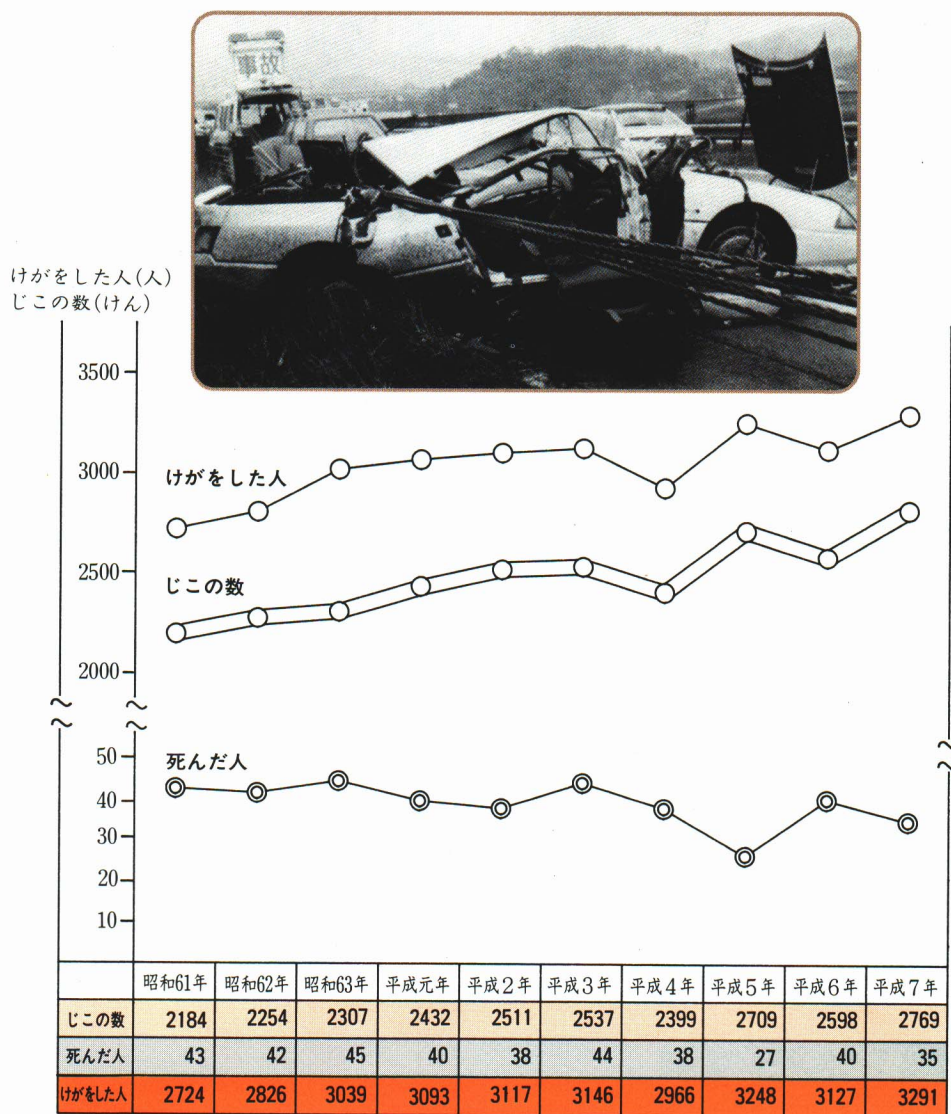 事故
けがをした人(人)
じこの数(けん)
3500
3000
けがをした人
2500
じこの数
2000
50
死んだ人
40
30
20
10
昭和61年 昭和62年 昭和63年 平成元年 平成2年 平成3年 平成4年 平成5年 平成6年 平成7年
じこの数 2184 2254 2307 2432 2511 2537 2399 2709 2598 2769
死んだ人 43 42 45 40 38 44 38 27 40 35
けがをした人 2724 2826 3039 3093 3117 3146 2966 3248 3127 3291